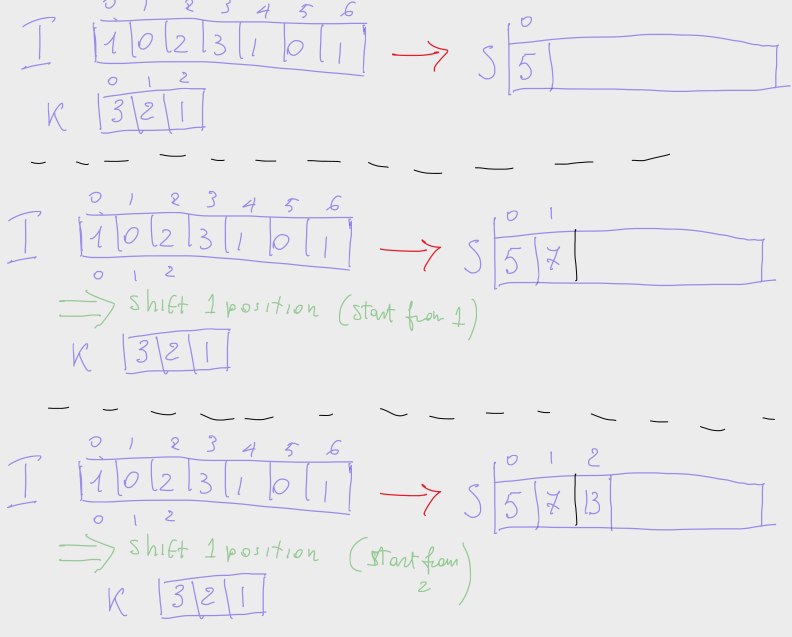 0 1 2 3 4 5 6
0
I 1 0 2 3 1 0 1 → S 5
0 1 2
K 3 2 1
0 1 2 3 4 5 6
0 1
I 1 0 2 3 1 0 1 → S 5 7
0 1 2
⇒ Shift 1 position (start from 1)
K 3 2 1
0 1 2 3 4 5 6
0 1 2
I 1 0 2 3 1 0 1 → S 5 7 13
0 1 2
⇒ Shift 1 position (start from
2)
K 3 2 1